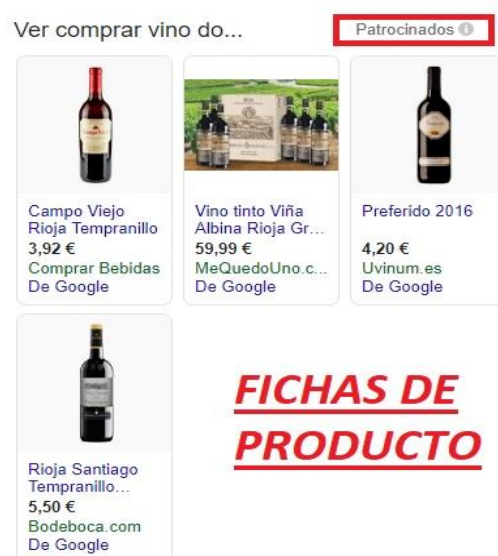 Ver comprar vino do...
Patrocinados
Campo Viejo
Rioja Tempranillo
3,92 €
Comprar Bebidas
De Google
Vino tinto Viña
Albina Rioja Gr...
59,99 €
MeQuedoUno.c...
De Google
Preferido 2016
4,20 €
Uvinum.es
De Google
Rioja Santiago
Tempranillo...
5,50 €
Bodeboca.com
De Google
FICHAS DE
PRODUCTO